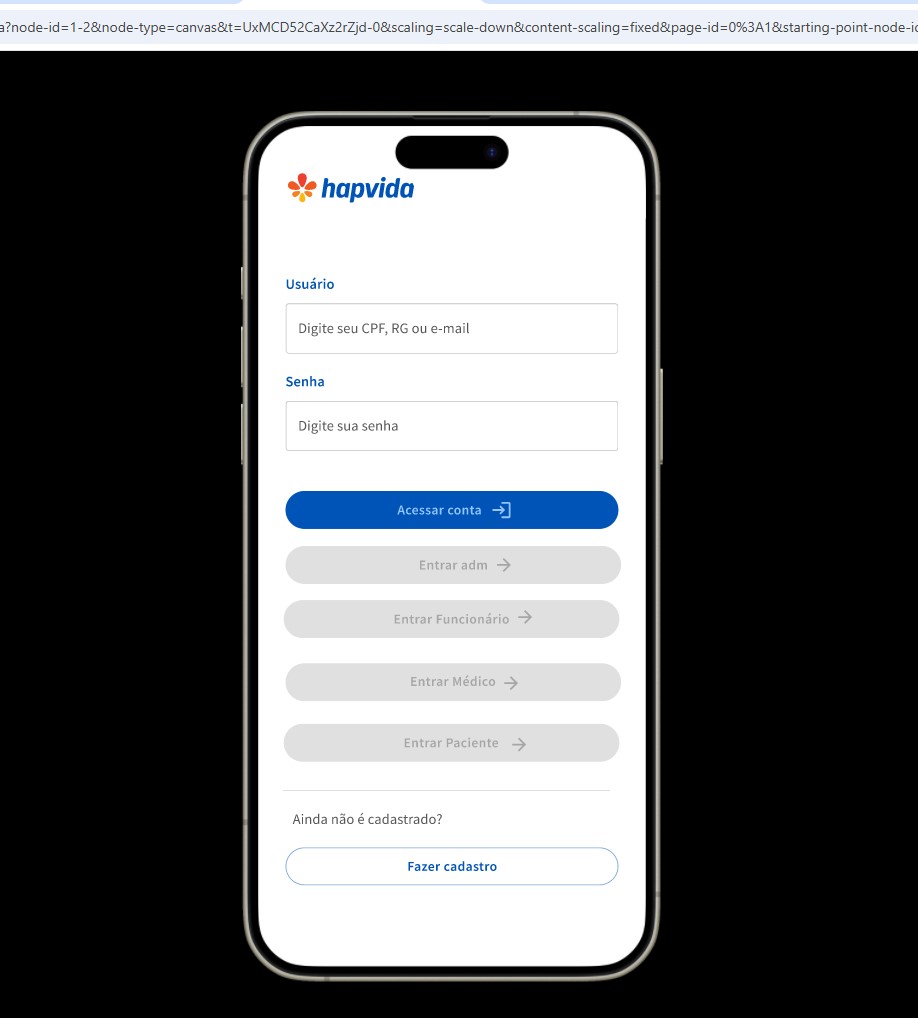 a?node-id=1-2&node-type=canvas&t=UxMCD52CaXz2rZjd-0&scaling=scale-down&content-scaling=fixed&page-id=0%3A1&starting-point-node-i
hapvida
Usuário
Digite seu CPF, RG ou e-mail
Senha
Digite sua senha
Acessar conta
Entrar adm
Entrar Funcionário
Entrar Médico
Entrar Paciente
Ainda não é cadastrado?
Fazer cadastro